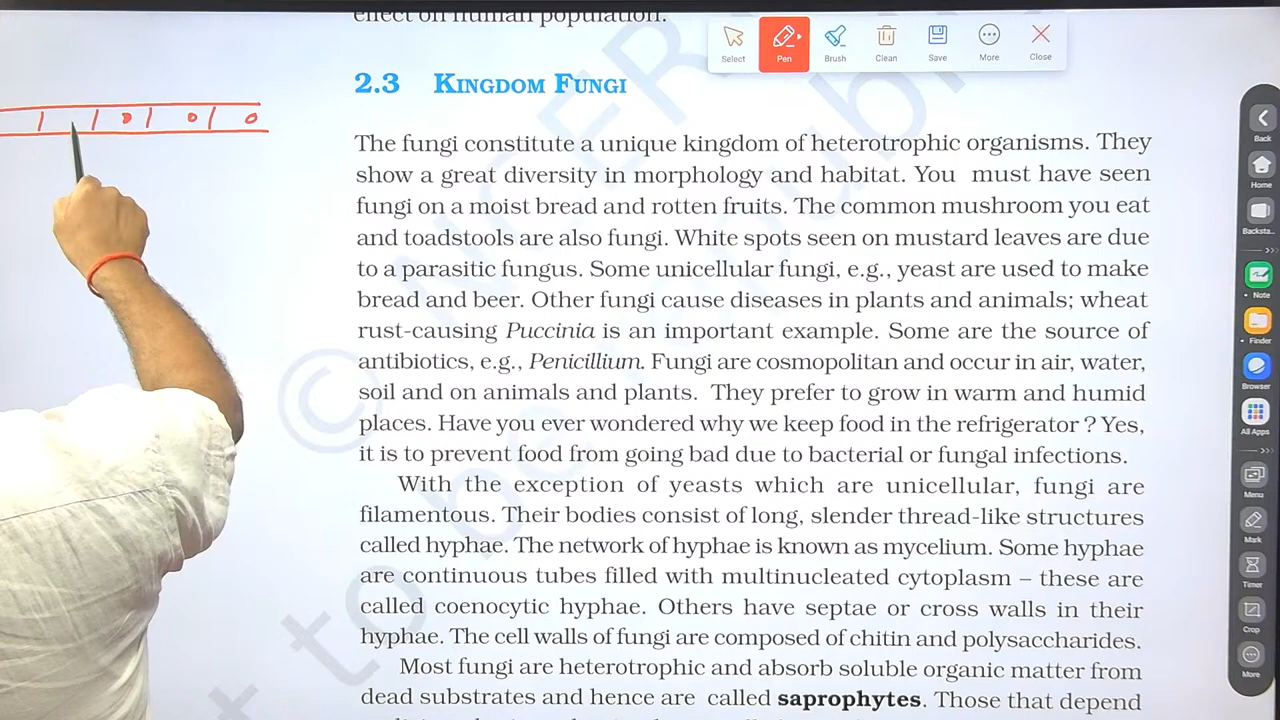 effect on human population.
Select
Pen
Brush
Clean
Save
More
Close
2.3 KINGDOM FUNGI
The fungi constitute a unique kingdom of heterotrophic organisms. They
show a great diversity in morphology and habitat. You must have seen
fungi on a moist bread and rotten fruits. The common mushroom you eat
and toadstools are also fungi. White spots seen on mustard leaves are due
to a parasitic fungus. Some unicellular fungi, e.g., yeast are used to make
bread and beer. Other fungi cause diseases in plants and animals; wheat
rust-causing Puccinia is an important example. Some are the source of
antibiotics, e.g., Penicillium. Fungi are cosmopolitan and occur in air, water,
soil and on animals and plants. They prefer to grow in warm and humid
places. Have you ever wondered why we keep food in the refrigerator ? Yes,
it is to prevent food from going bad due to bacterial or fungal infections.
With the exception of yeasts which are unicellular, fungi are
filamentous. Their bodies consist of long, slender thread-like structures
called hyphae. The network of hyphae is known as mycelium. Some hyphae
are continuous tubes filled with multinucleated cytoplasm – these are
called coenocytic hyphae. Others have septae or cross walls in their
hyphae. The cell walls of fungi are composed of chitin and polysaccharides.
Most fungi are heterotrophic and absorb soluble organic matter from
dead substrates and hence are called saprophytes. Those that depend
Back
Home
Backsta...
Note
Finder
Browser
All Apps
Menu
Mark
Timer
Crop
More
© NCERT